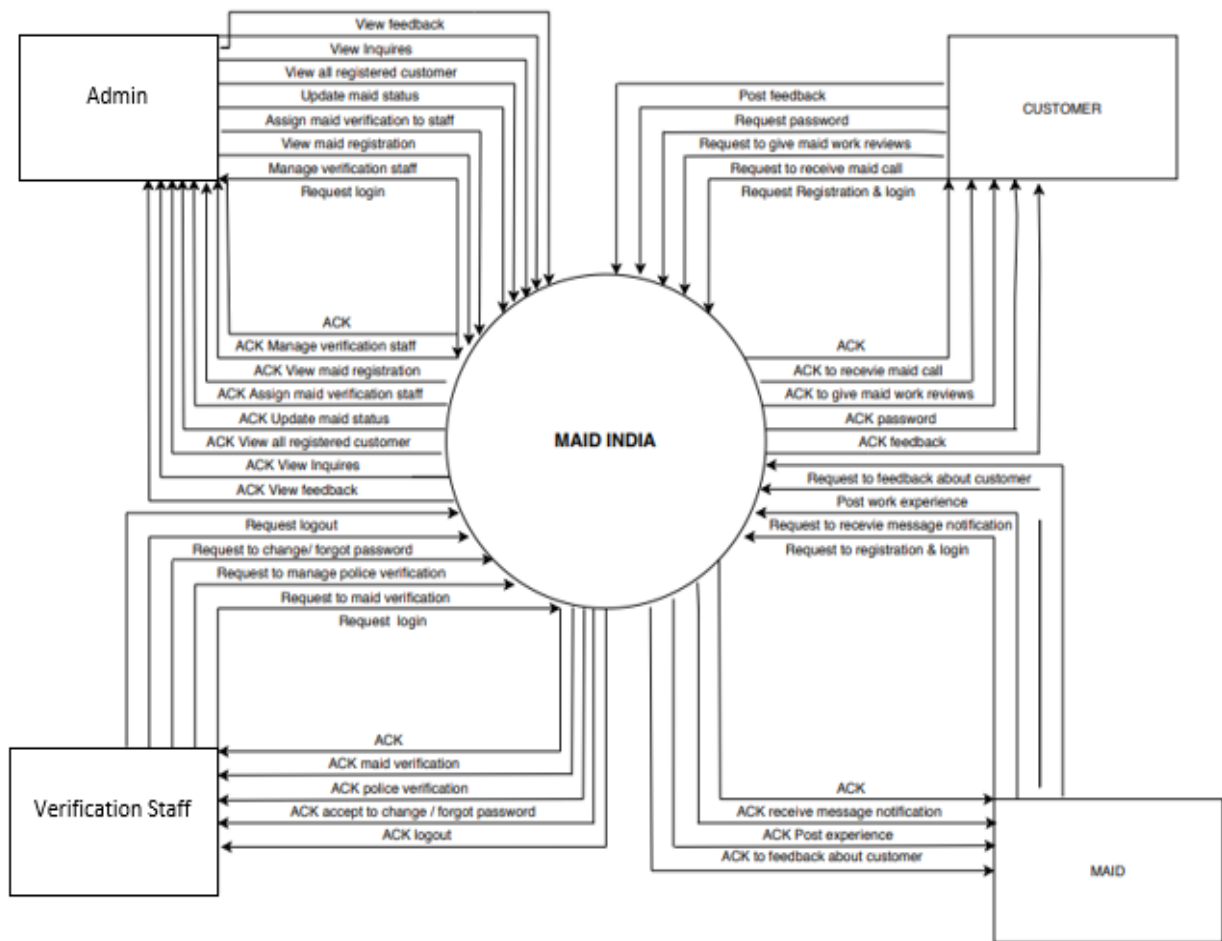 View feedback
View Inquires
View all registered customer
Update maid status
Assign maid verification to staff
View maid registration
Manage verification staff
Request login
Admin
CUSTOMER
Post feedback
Request password
Request to give maid work reviews
Request to receive maid call
Request Registration & login
ACK
ACK Manage verification staff
ACK View maid registration
ACK Assign maid verification staff
ACK Update maid status
ACK View all registered customer
ACK View Inquires
ACK View feedback
MAID INDIA
ACK
ACK to recevie maid call
ACK to give maid work reviews
ACK password
ACK feedback
Request logout
Request to change/ forgot password
Request to manage police verification
Request to maid verification
Request login
Request to feedback about customer
Post work experience
Request to recevie message notification
Request to registration & login
Verification Staff
ACK
ACK maid verification
ACK police verification
ACK accept to change / forgot password
ACK logout
ACK
ACK receive message notification
ACK Post experience
ACK to feedback about customer
MAID